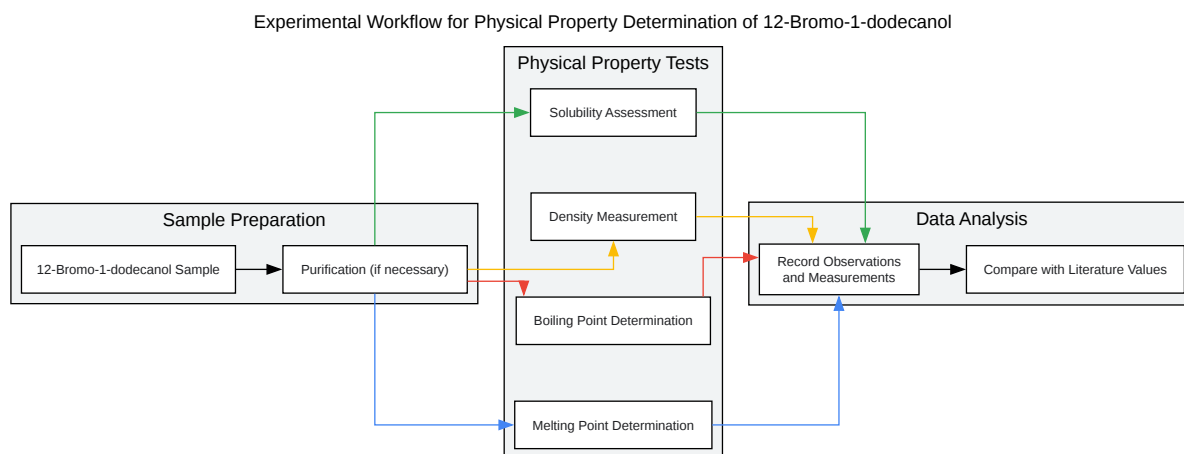 Experimental Workflow for Physical Property Determination of 12-Bromo-1-dodecanol
Sample Preparation
12-Bromo-1-dodecanol Sample
Purification (if necessary)
Physical Property Tests
Solubility Assessment
Density Measurement
Boiling Point Determination
Melting Point Determination
Data Analysis
Record Observations
and Measurements
Compare with Literature Values